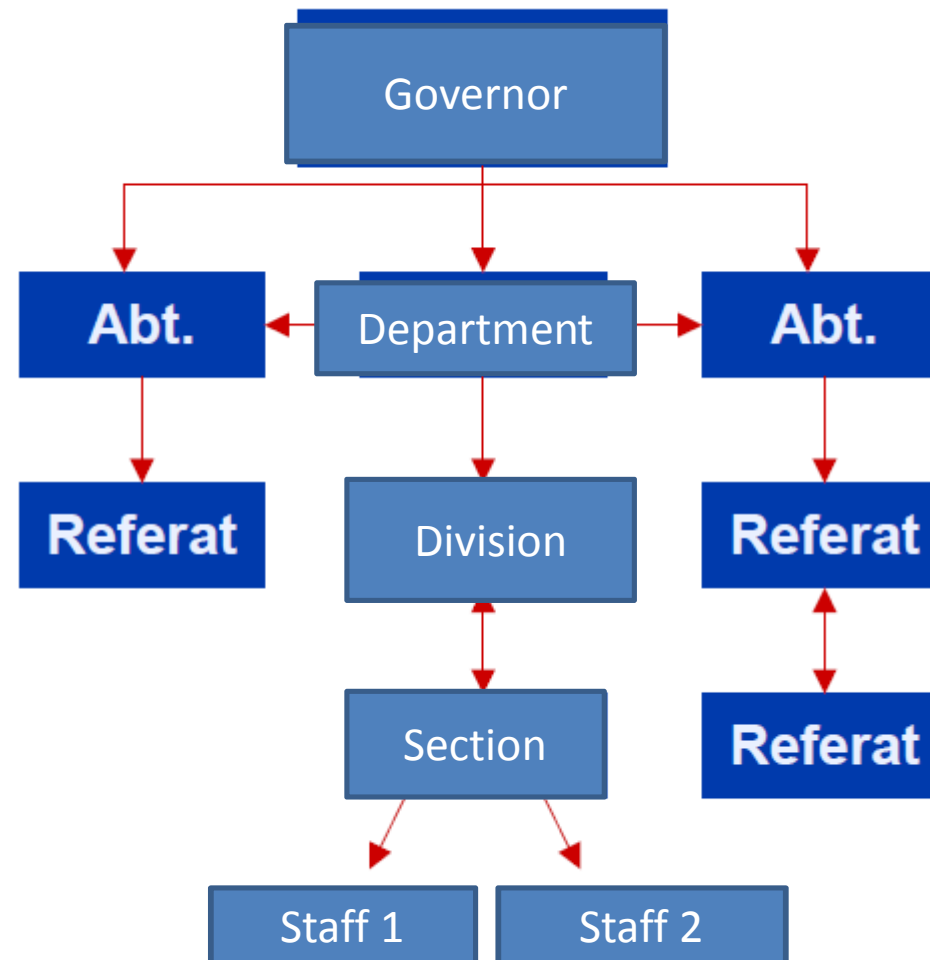 Governor
Abt.
Department
Abt.
Referat
Division
Referat
Section
Referat
Staff 1
Staff 2